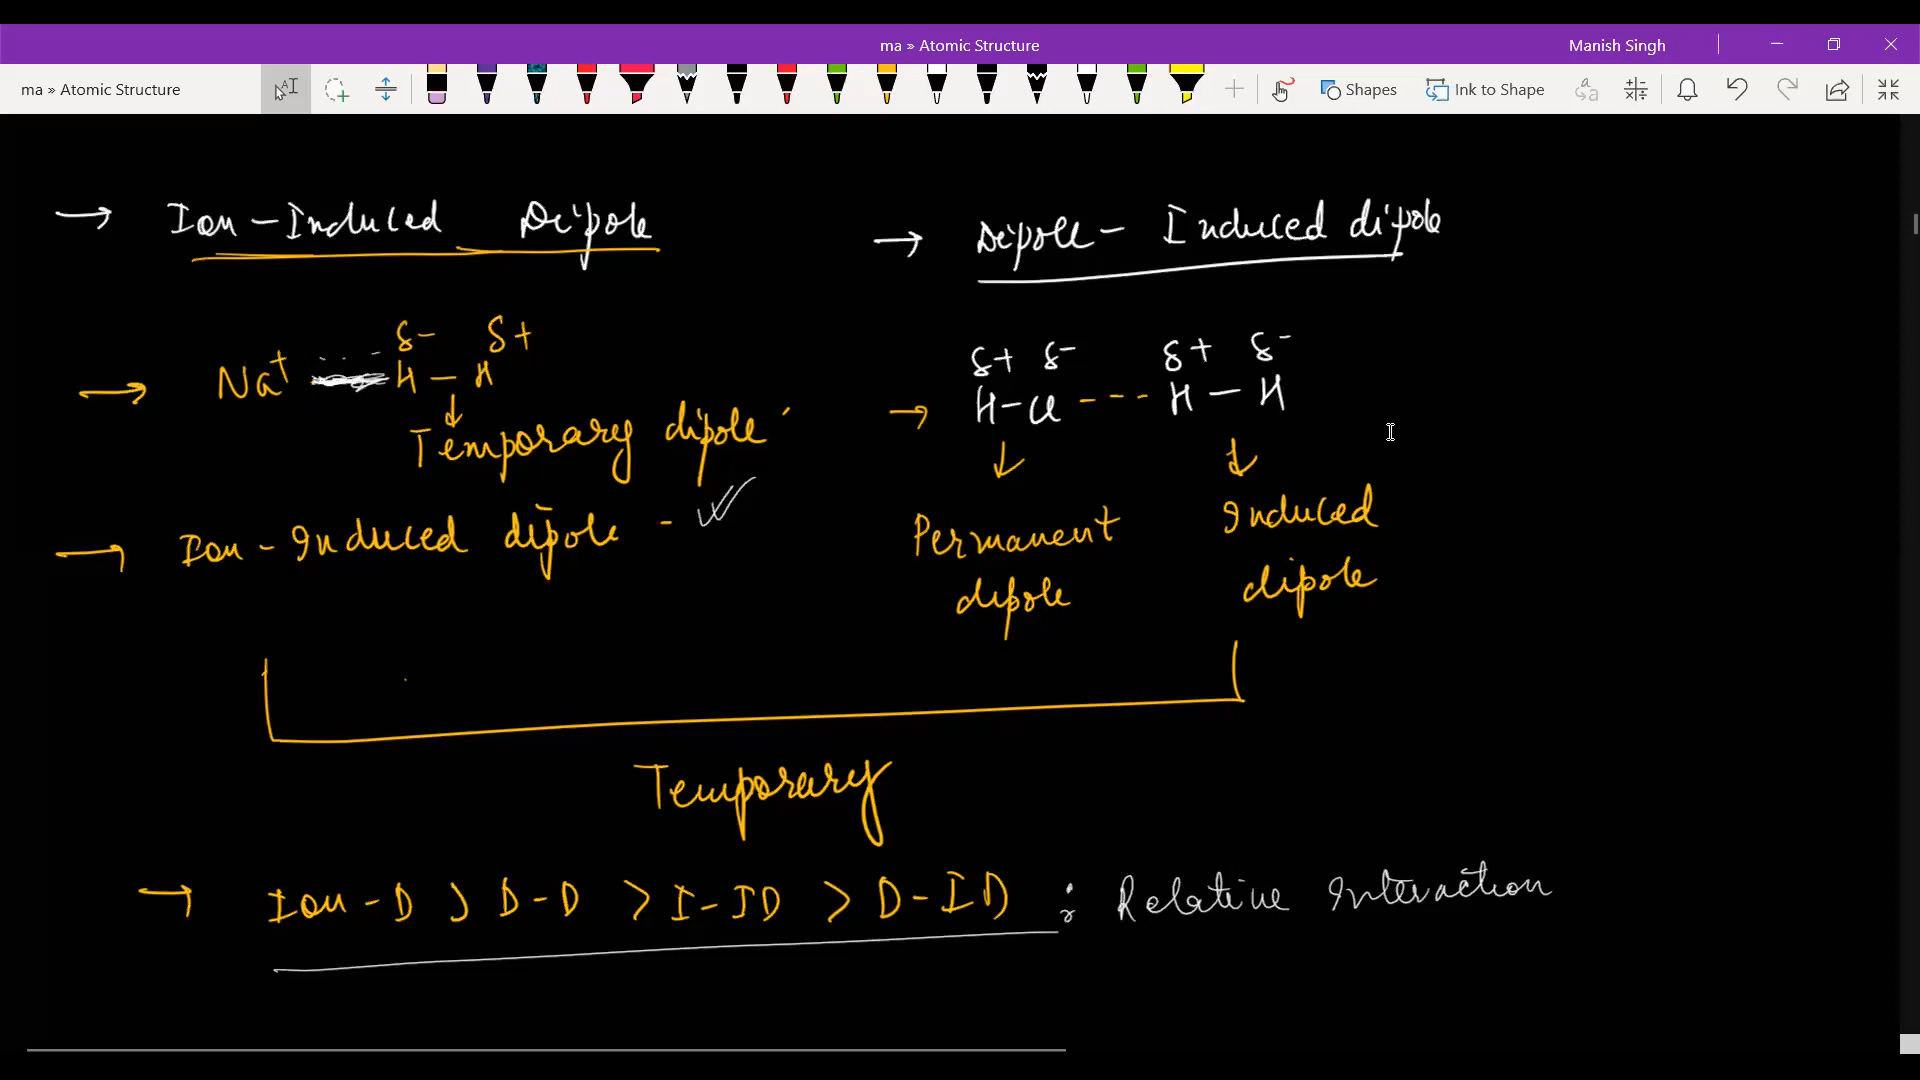 ma » Atomic Structure
Manish Singh
ma » Atomic Structure
Shapes
Ink to Shape
→ Ion - Induced Dipole
→ Dipole - Induced dipole
δ- δ+
→ Na+ ---- H - H
↓
Temporary dipole
→ Ion - Induced dipole -
δ+ δ- δ+ δ-
→ H-Cl --- H - H
↓ ↓
Permanent dipole
Induced dipole
Temporary
→ Ion - D > D-D > I-ID > D-ID : Relative Interaction